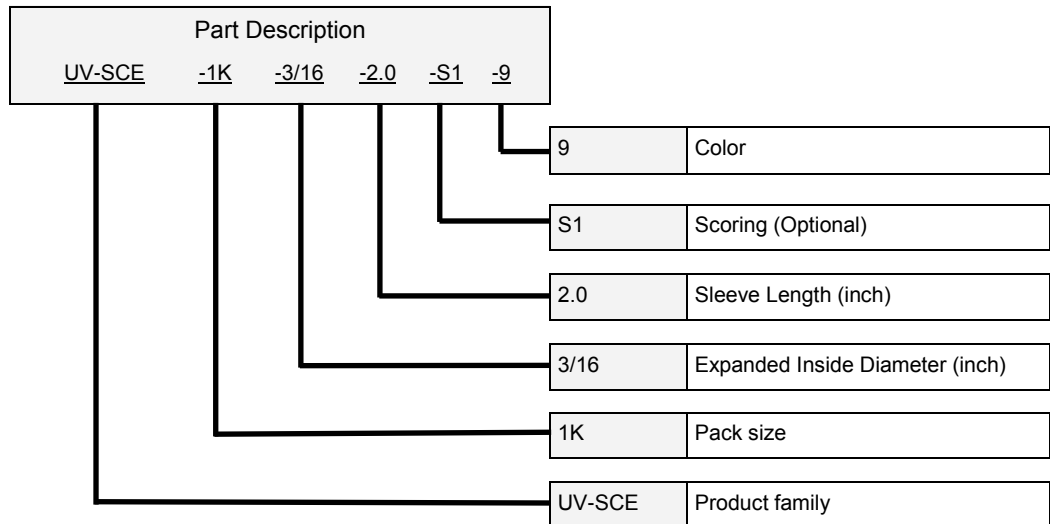 Part Description
UV-SCE -1K -3/16 -2.0 -S1 -9
9 Color
S1 Scoring (Optional)
2.0 Sleeve Length (inch)
3/16 Expanded Inside Diameter (inch)
1K Pack size
UV-SCE Product family